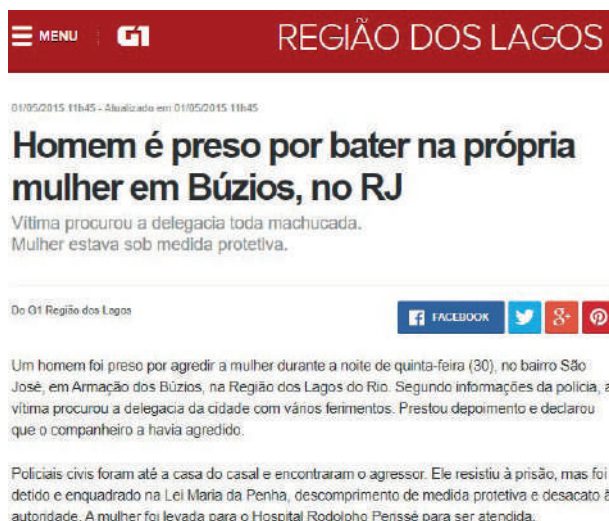 MENU G1 REGIÃO DOS LAGOS
01/05/2015 11h45 - Atualizado em 01/05/2015 11h45
Homem é preso por bater na própria
mulher em Búzios, no RJ
Vítima procurou a delegacia toda machucada.
Mulher estava sob medida protetiva.
Do G1 Região dos Lagos
FACEBOOK
Um homem foi preso por agredir a mulher durante a noite de quinta-feira (30), no bairro São
José, em Armação dos Búzios, na Região dos Lagos do Rio. Segundo informações da polícia, a
vítima procurou a delegacia da cidade com vários ferimentos. Prestou depoimento e declarou
que o companheiro a havia agredido.
Policiais civis foram até a casa do casal e encontraram o agressor. Ele resistiu à prisão, mas foi
detido e enquadrado na Lei Maria da Penha, descomprimento de medida protetiva e desacato à
autoridade. A mulher foi levada para o Hospital Rodolpho Perissé para ser atendida.